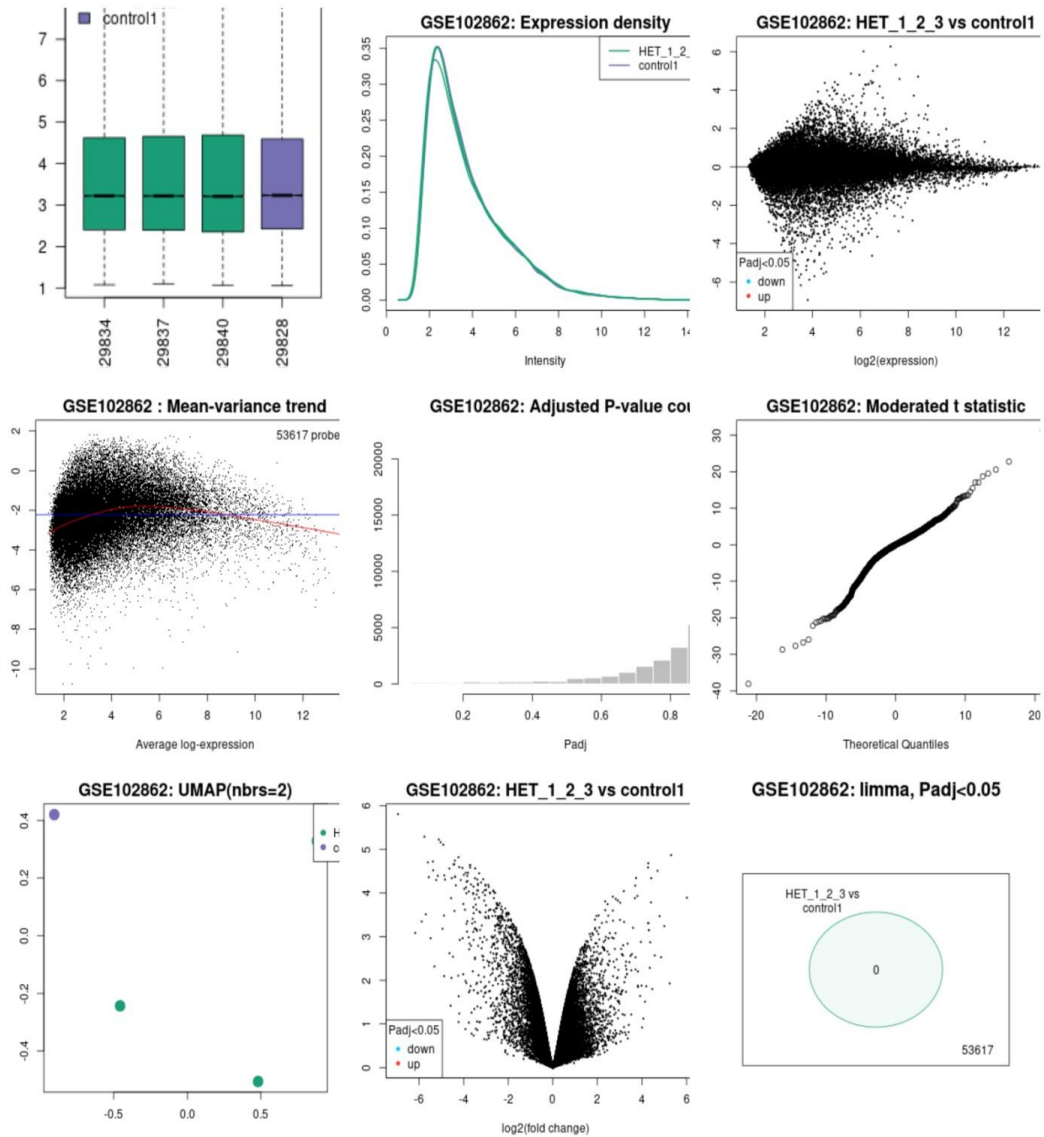 control1
7
6
5
4
3
2
1
29834
29837
29840
29828
GSE102862: Expression density
HET_1_2_
control1
0.35
0.30
0.25
0.20
0.15
0.10
0.05
0.00
0 2 4 6 8 10 12 14
Intensity
GSE102862: HET_1_2_3 vs control1
6
4
2
0
-2
-4
-6
Padj<0.05
down
up
2 4 6 8 10 12
log2(expression)
GSE102862 : Mean-variance trend
53617 probe
2
0
-2
-4
-6
-8
-10
2 4 6 8 10 12
Average log-expression
GSE102862: Adjusted P-value cou
20000
15000
10000
5000
0
0.2 0.4 0.6 0.8
Padj
GSE102862: Moderated t statistic
30
20
10
0
-10
-20
-30
-40
-20 -10 0 10 20
Theoretical Quantiles
GSE102862: UMAP(nbrs=2)
H
c
0.4
0.2
0.0
-0.2
-0.4
-0.5 0.0 0.5
GSE102862: HET_1_2_3 vs control1
6
5
4
3
2
1
0
Padj<0.05
down
up
-6 -4 -2 0 2 4 6
log2(fold change)
GSE102862: limma, Padj<0.05
HET_1_2_3 vs
control1
0
53617